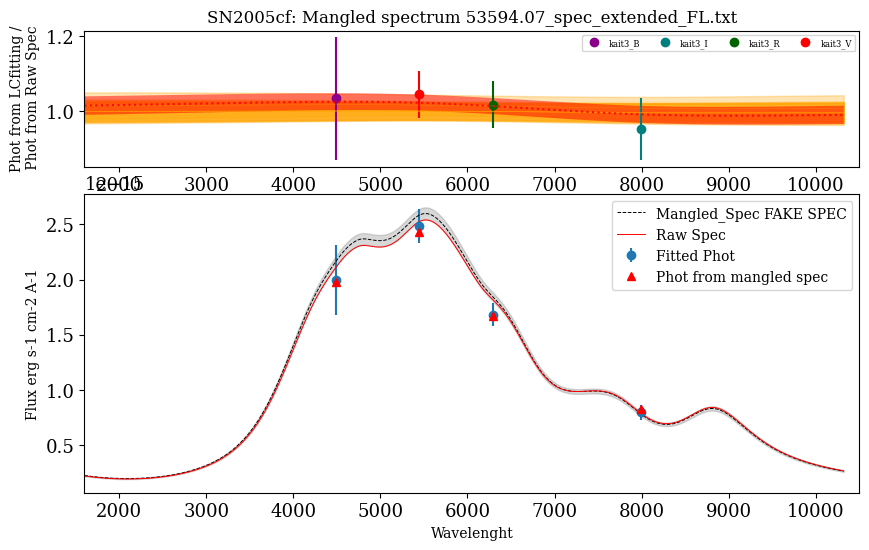 SN2005cf: Mangled spectrum 53594.07_spec_extended_FL.txt
Phot from LCfitting /
Phot from Raw Spec
1.2
1.0
kait3_B kait3_I kait3_R kait3_V
2000 3000 4000 5000 6000 7000 8000 9000 10000
1e−15
Flux erg s-1 cm-2 A-1
2.5
2.0
1.5
1.0
0.5
Mangled_Spec FAKE SPEC
Raw Spec
Fitted Phot
Phot from mangled spec
2000 3000 4000 5000 6000 7000 8000 9000 10000
Wavelenght